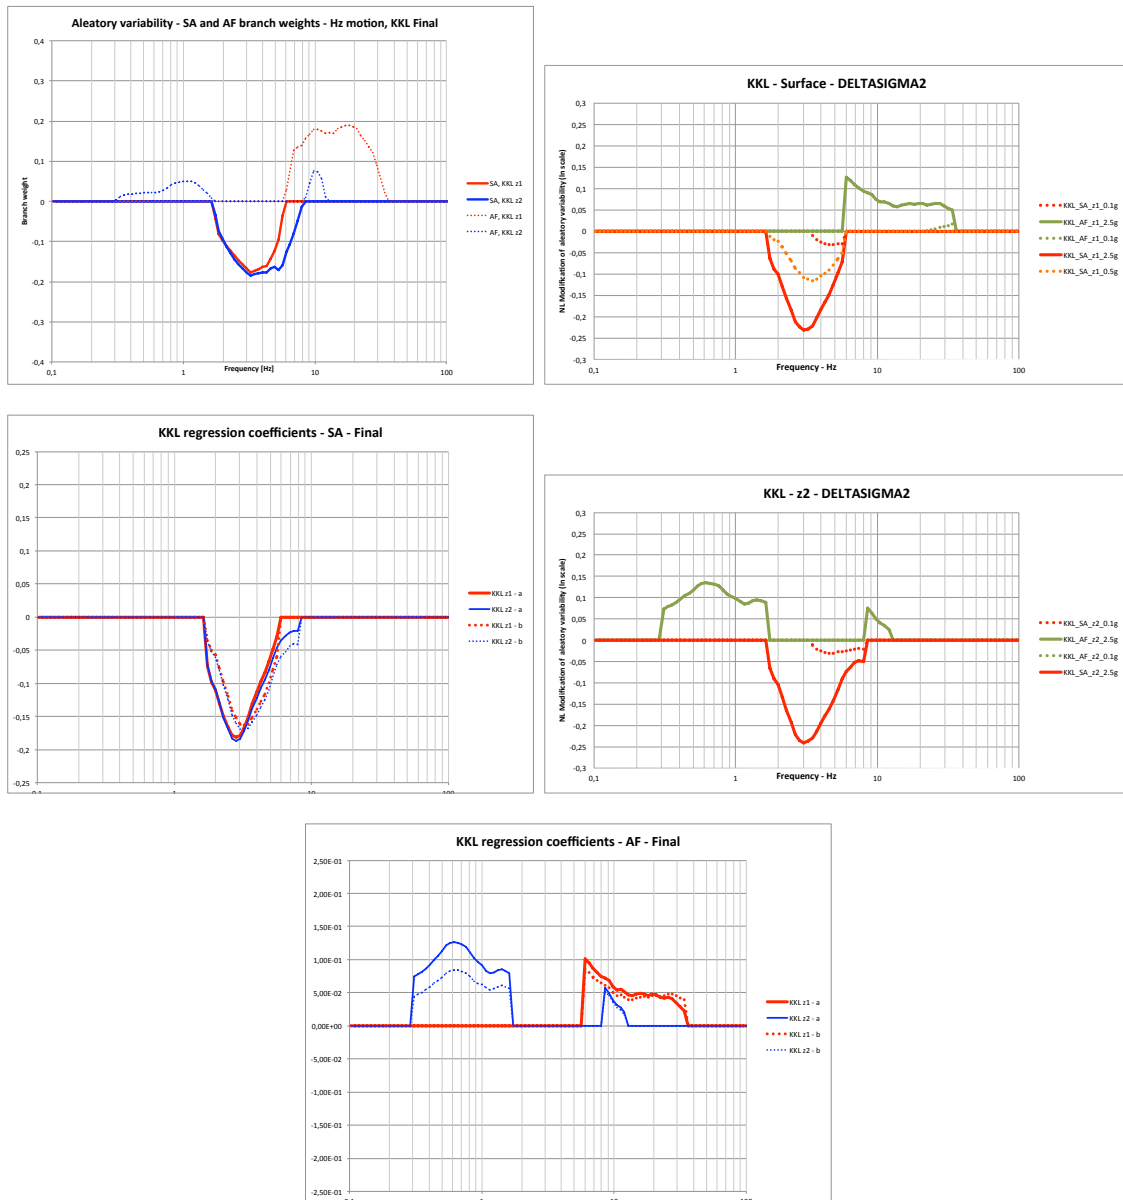 Aleatory variability - SA and AF branch weights - Hz motion, KKL Final
0,4
0,3
0,2
0,1
0
-0,1
-0,2
-0,3
-0,4
Branch weight
0,1 1 10 100
Frequency [Hz]
SA, KKL z1
SA, KKL z2
AF, KKL z1
AF, KKL z2
KKL - Surface - DELTASIGMA2
0,3
0,25
0,2
0,15
0,1
0,05
0
-0,05
-0,1
-0,15
-0,2
-0,25
-0,3
NL Modification of aleatory variability (ln scale)
0,1 1 10 100
Frequency - Hz
KKL_SA_z1_0.1g
KKL_AF_z1_2.5g
KKL_AF_z1_0.1g
KKL_SA_z1_2.5g
KKL_SA_z1_0.5g
KKL regression coefficients - SA - Final
0,25
0,2
0,15
0,1
0,05
0
-0,05
-0,1
-0,15
-0,2
-0,25
0,1 1 10 100
KKL z1 - a
KKL z2 - a
KKL z1 - b
KKL z2 - b
KKL - z2 - DELTASIGMA2
0,3
0,25
0,2
0,15
0,1
0,05
0
-0,05
-0,1
-0,15
-0,2
-0,25
-0,3
NL Modification of aleatory variability (ln scale)
0,1 1 10 100
Frequency - Hz
KKL_SA_z2_0.1g
KKL_AF_z2_2.5g
KKL_AF_z2_0.1g
KKL_SA_z2_2.5g
KKL regression coefficients - AF - Final
2,50E-01
2,00E-01
1,50E-01
1,00E-01
5,00E-02
0,00E+00
-5,00E-02
-1,00E-01
-1,50E-01
-2,00E-01
-2,50E-01
0,1 1 10 100
KKL z1 - a
KKL z2 - a
KKL z1 - b
KKL z2 - b